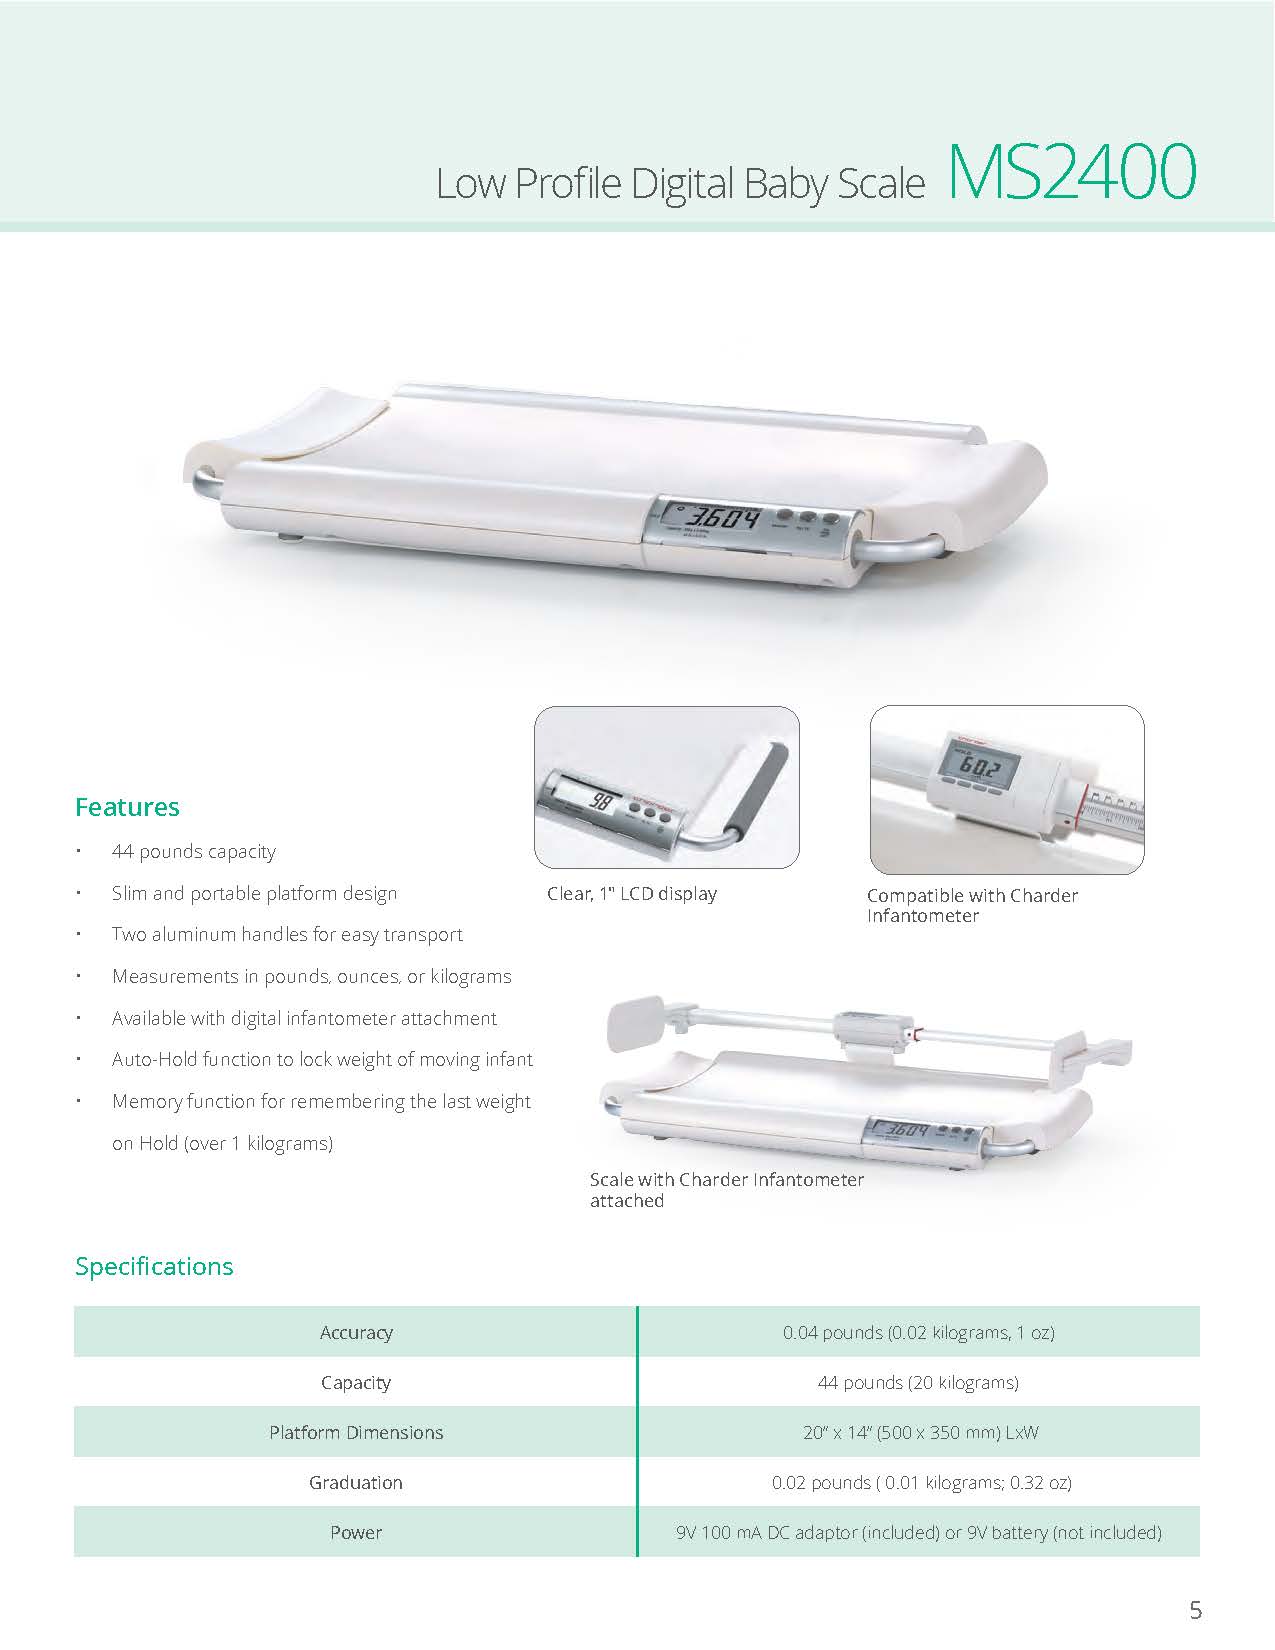 Low Profile Digital Baby Scale MS2400
3.604
Features
• 44 pounds capacity
• Slim and portable platform design
• Two aluminum handles for easy transport
• Measurements in pounds, ounces, or kilograms
• Available with digital infantometer attachment
• Auto-Hold function to lock weight of moving infant
• Memory function for remembering the last weight
on Hold (over 1 kilograms)
9.8
charder
Clear, 1" LCD display
charder
HOLD
60.2
Compatible with Charder
Infantometer
3.604
Scale with Charder Infantometer
attached
Specifications
Accuracy 0.04 pounds (0.02 kilograms, 1 oz)
Capacity 44 pounds (20 kilograms)
Platform Dimensions 20” x 14” (500 x 350 mm) LxW
Graduation 0.02 pounds ( 0.01 kilograms; 0.32 oz)
Power 9V 100 mA DC adaptor (included) or 9V battery (not included)
5